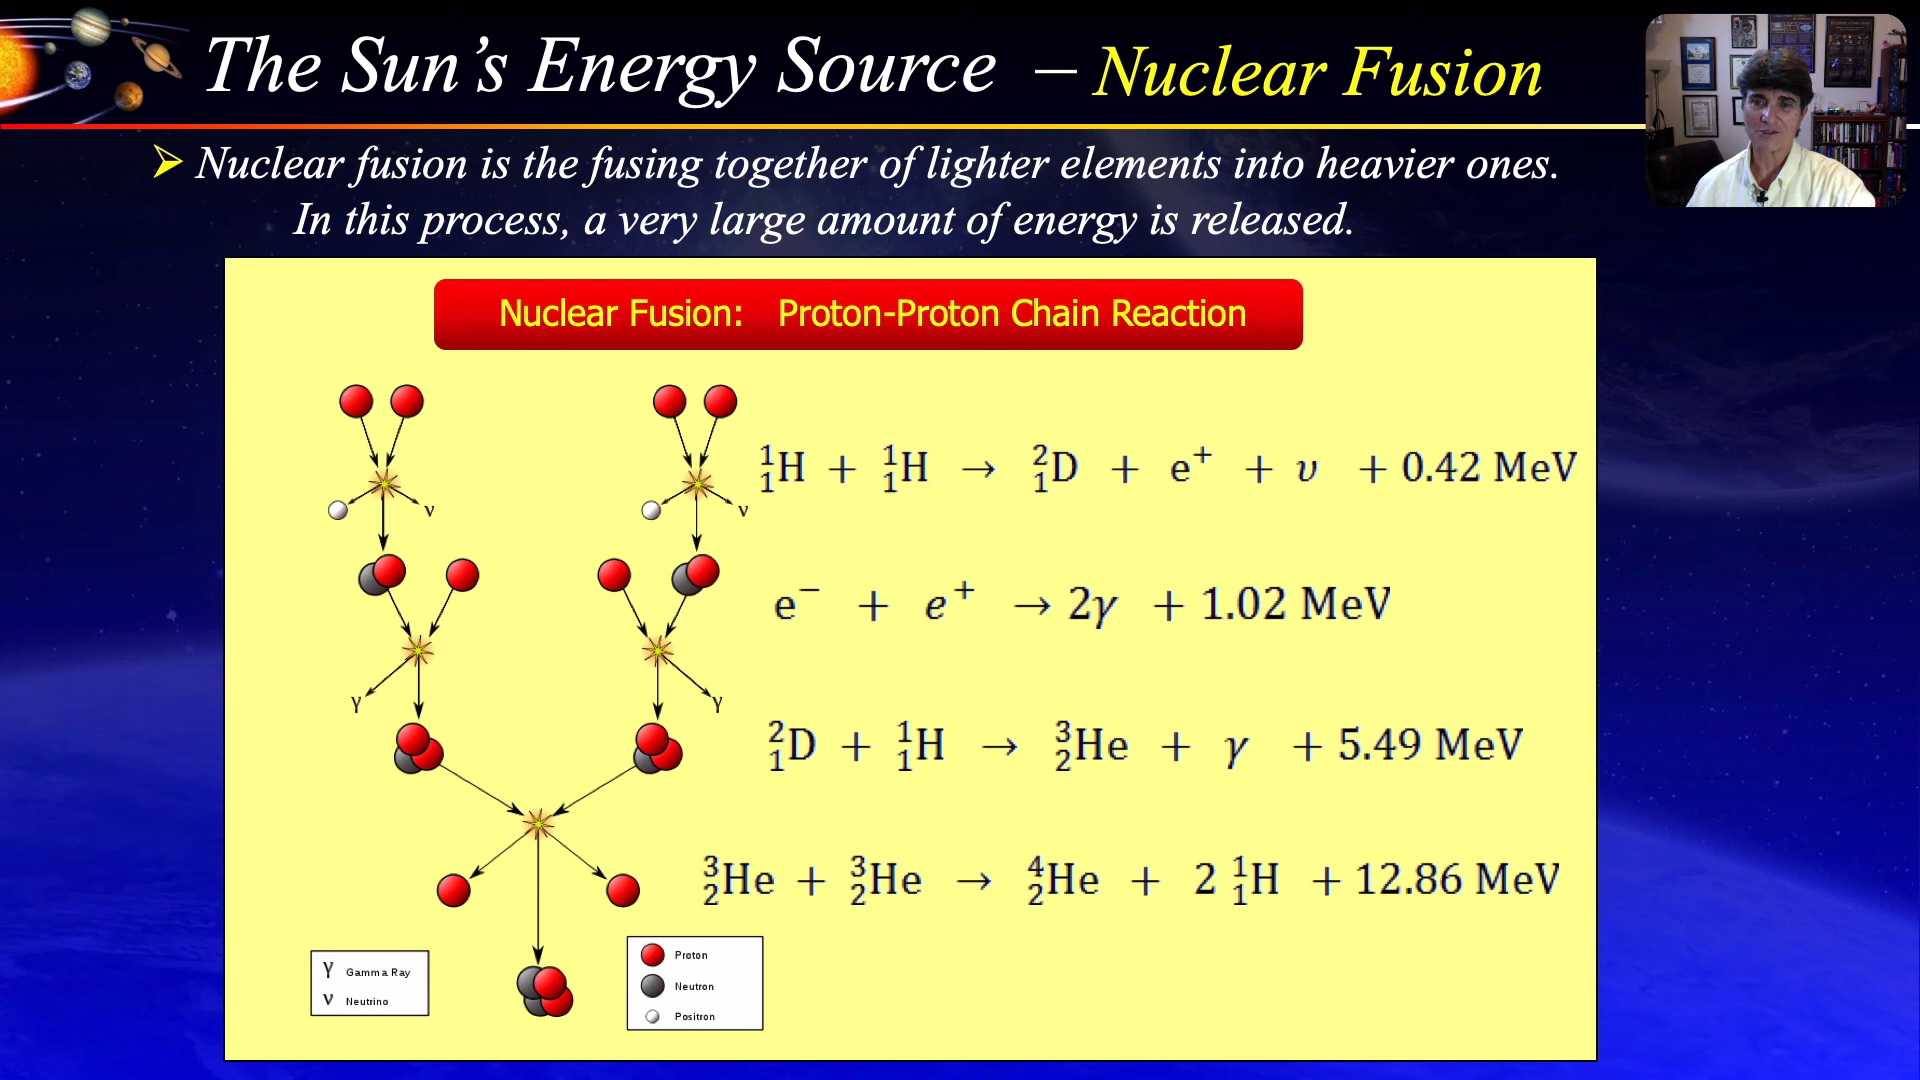 The Sun’s Energy Source – Nuclear Fusion
➢ Nuclear fusion is the fusing together of lighter elements into heavier ones.
In this process, a very large amount of energy is released.
Nuclear Fusion: Proton-Proton Chain Reaction
¹₁H + ¹₁H → ²₁D + e⁺ + υ + 0.42 MeV
ν ν
e⁻ + e⁺ → 2γ + 1.02 MeV
γ γ
²₁D + ¹₁H → ³₂He + γ + 5.49 MeV
³₂He + ³₂He → ⁴₂He + 2 ¹₁H + 12.86 MeV
γ Gamma Ray
ν Neutrino
Proton
Neutron
Positron